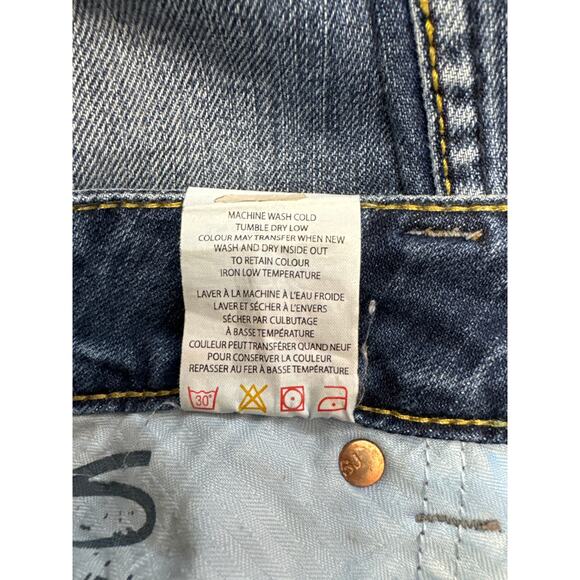 MACHINE WASH COLD
TUMBLE DRY LOW
COLOUR MAY TRANSFER WHEN NEW
WASH AND DRY INSIDE OUT
TO RETAIN COLOUR
IRON LOW TEMPERATURE
LAVER À LA MACHINE À L'EAU FROIDE
LAVER ET SÉCHER À L'ENVERS
SÉCHER PAR CULBUTAGE
À BASSE TEMPÉRATURE
COULEUR PEUT TRANSFÉRER QUAND NEUF
POUR CONSERVER LA COULEUR
REPASSER AU FER À BASSE TEMPÉRATURE
30°